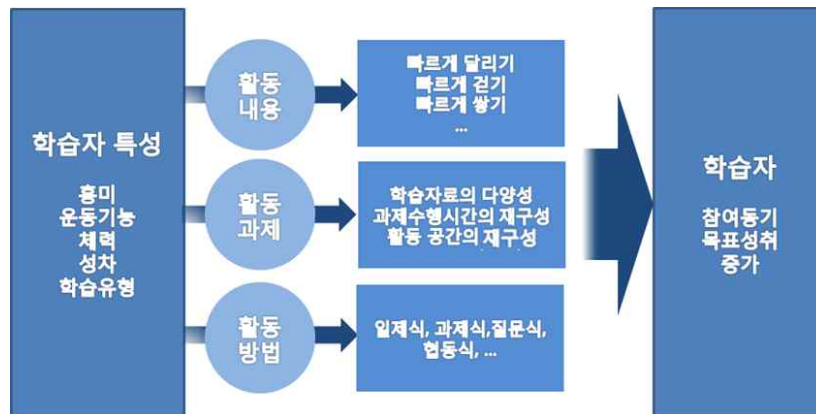 학습자 특성
흥미
운동기능
체력
성차
학습유형
활동
내용
빠르게 달리기
빠르게 걷기
빠르게 쌓기
...
활동
과제
학습자료의 다양성
과제수행시간의 재구성
활동 공간의 재구성
활동
방법
일제식, 과제식,질문식,
협동식, ...
학습자
참여동기
목표성취
증가